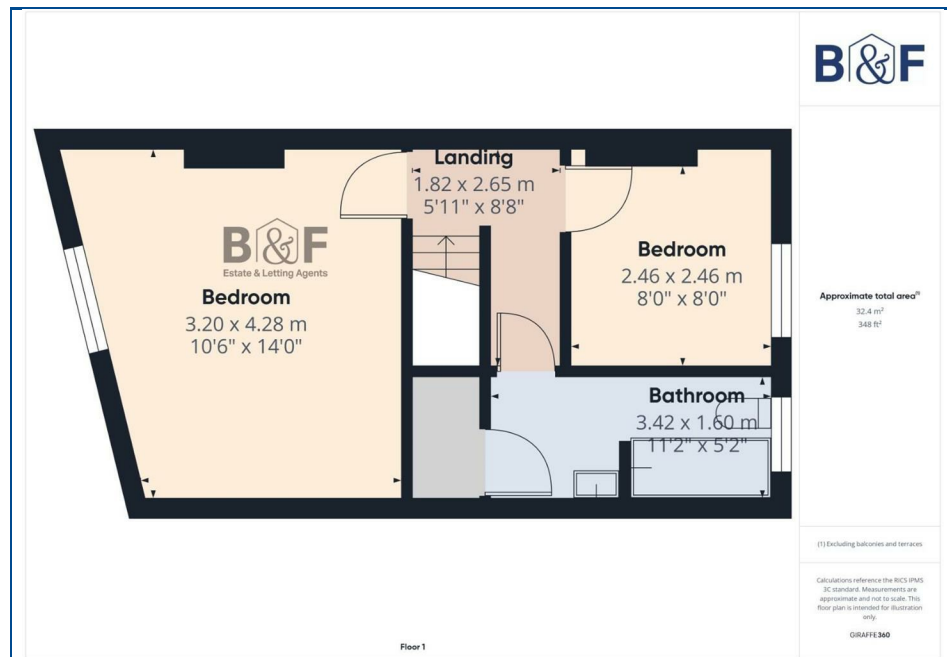 B&F
Landing
1.82 x 2.65 m
5'11" x 8'8"
B&F
Estate & Letting Agents
Bedroom
3.20 x 4.28 m
10'6" x 14'0"
Bedroom
2.46 x 2.46 m
8'0" x 8'0"
Bathroom
3.42 x 1.60 m
11'2" x 5'2"
Approximate total area⁽¹⁾
32.4 m²
348 ft²
(1) Excluding balconies and terraces
Calculations reference the RICS IPMS
3C standard. Measurements are
approximate and not to scale. This
floor plan is intended for illustration
only.
GIRAFFE360
Floor 1